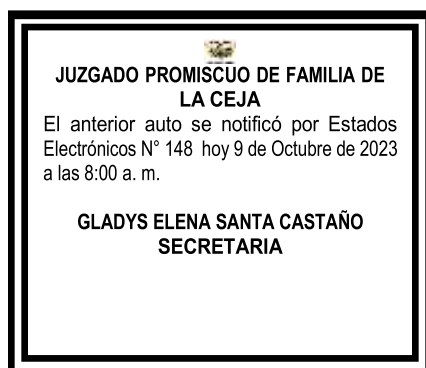 JUZGADO PROMISCUO DE FAMILIA DE
LA CEJA
El anterior auto se notificó por Estados
Electrónicos N° 148 hoy 9 de Octubre de 2023
a las 8:00 a. m.
GLADYS ELENA SANTA CASTAÑO
SECRETARIA